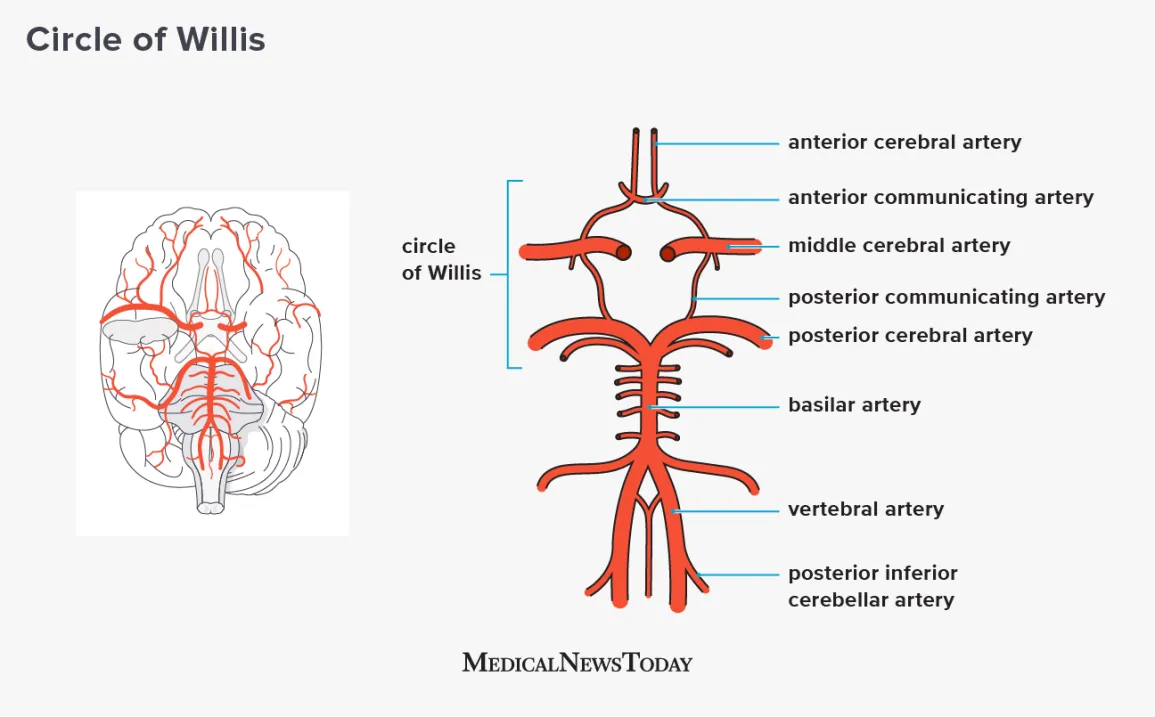 Circle of Willis
anterior cerebral artery
anterior communicating artery
circle
of Willis
middle cerebral artery
posterior communicating artery
posterior cerebral artery
basilar artery
vertebral artery
posterior inferior
cerebellar artery
MEDICALNEWSTODAY